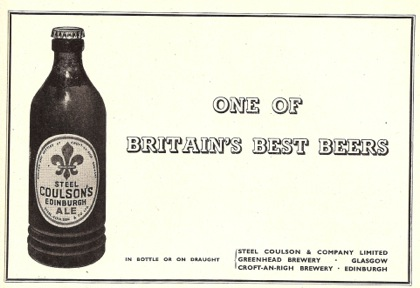 ONE OF
BRITAIN'S BEST BEERS
STEEL
COULSON'S
EDINBURGH
ALE
IN BOTTLE OR ON DRAUGHT
STEEL COULSON & COMPANY LIMITED
GREENHEAD BREWERY · GLASGOW
CROFT-AN-RIGH BREWERY · EDINBURGH